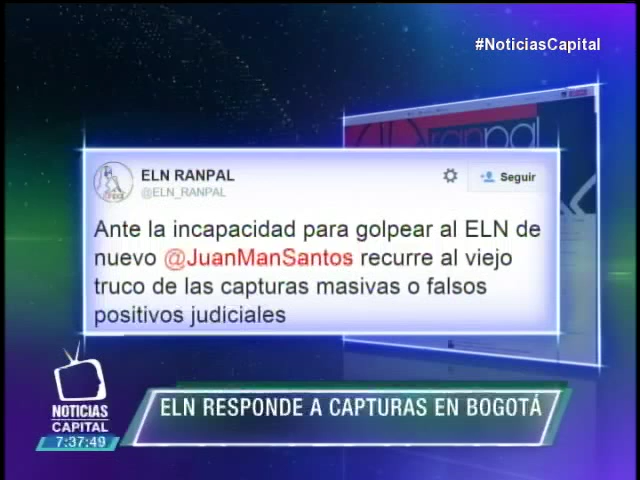 #NoticiasCapital
ranpal
ELN RANPAL
@ELN_RANPAL
Seguir
Ante la incapacidad para golpear al ELN de
nuevo @JuanManSantos recurre al viejo
truco de las capturas masivas o falsos
positivos judiciales
ELN RESPONDE A CAPTURAS EN BOGOTÁ
NOTICIAS
CAPITAL
7:37:49